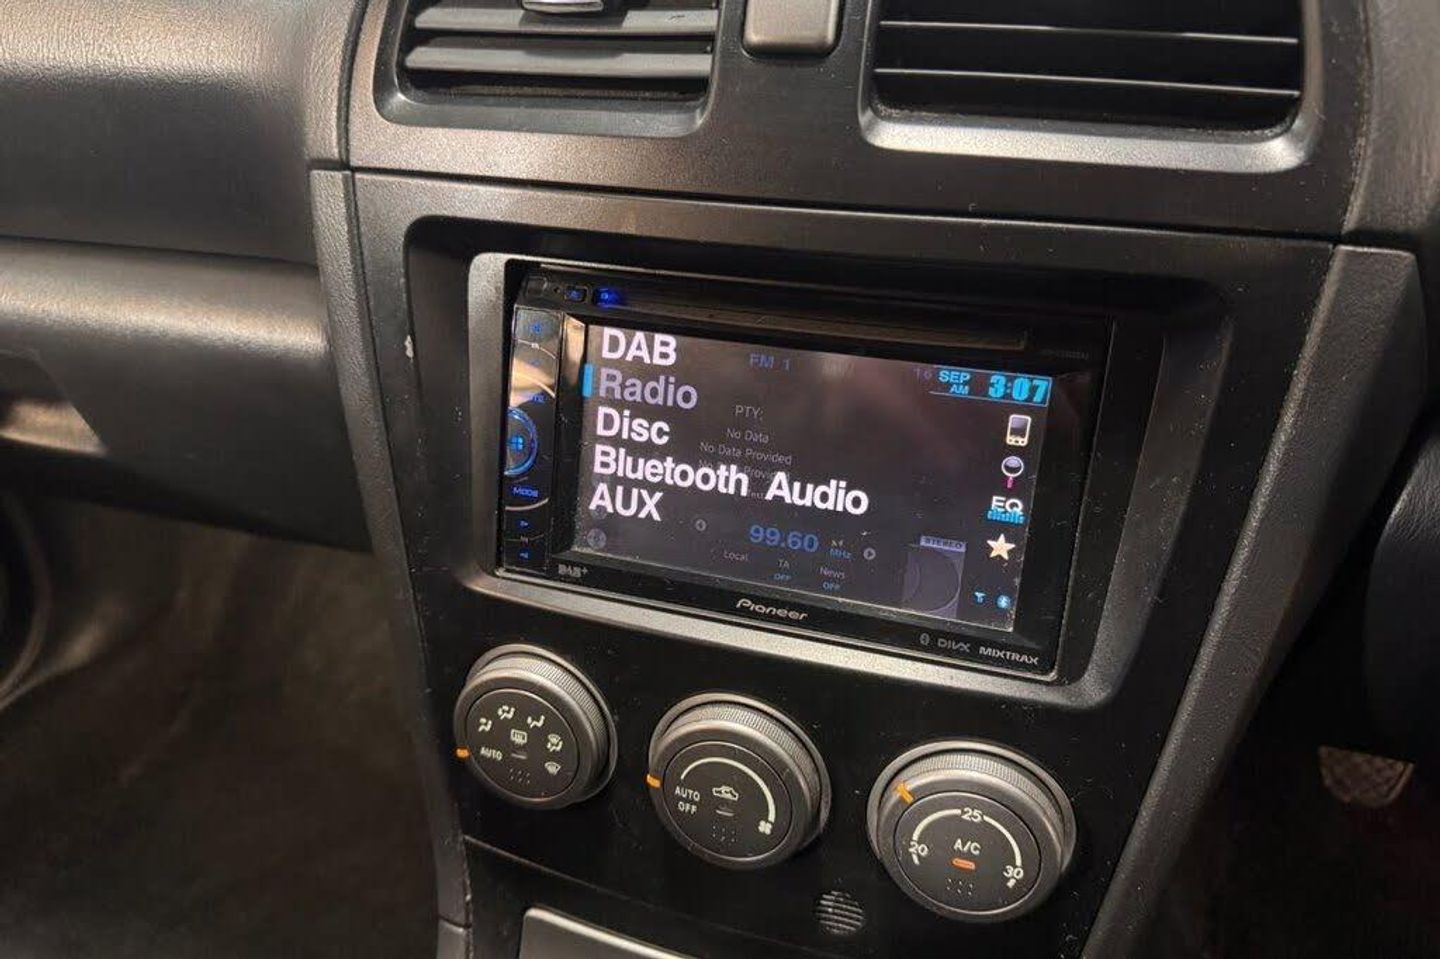 DAB
FM 1
16 SEP
AM
3:07
Radio
PTY:
Disc
No Data
No Data Provided
Bluetooth Audio
EQ
AUX
99.60
MHz
STEREO
Local
TA
OFF
News
OFF
MODE
DAB+
Pioneer
DIVX
MIXTRAX
AUTO
AUTO
OFF
25
20
A/C
30